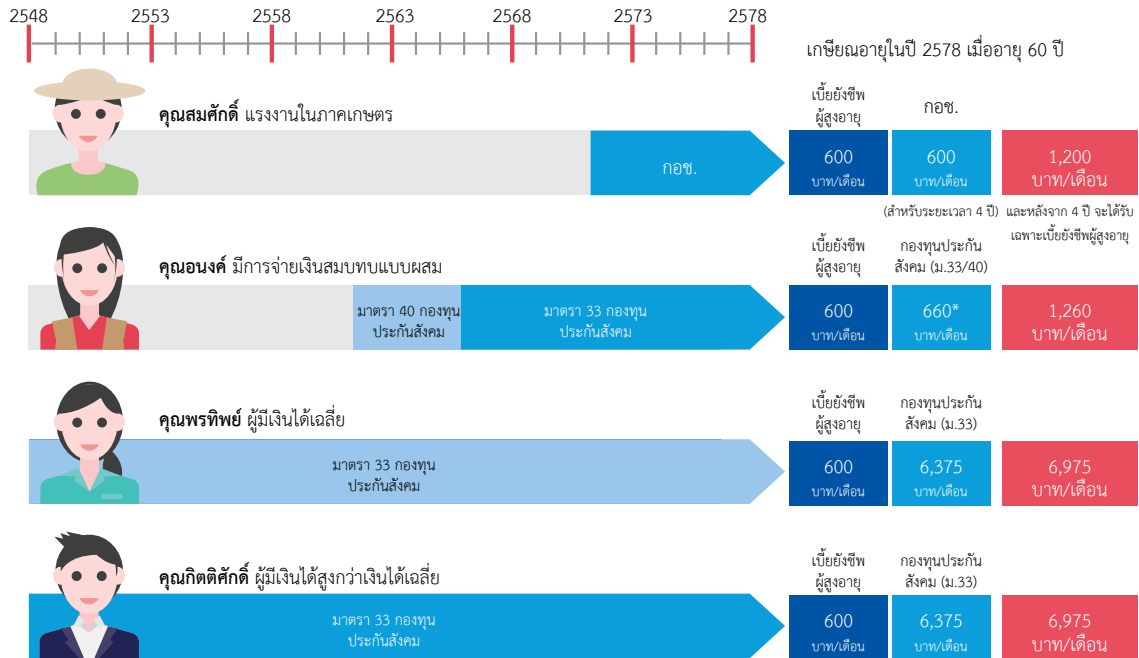 2548 2553 2558 2563 2568 2573 2578
เกษียณอายุในปี 2578 เมื่ออายุ 60 ปี
คุณสมศักดิ์ แรงงานในภาคเกษตร
กอช.
เบี้ยยังชีพ
ผู้สูงอายุ
กอช.
600
บาท/เดือน
600
บาท/เดือน
1,200
บาท/เดือน
(สำหรับระยะเวลา 4 ปี)
และหลังจาก 4 ปี จะได้รับ
เฉพาะเบี้ยยังชีพผู้สูงอายุ
คุณอนงค์ มีการจ่ายเงินสมบทบแบบผสม
มาตรา 40 กองทุน
ประกันสังคม
มาตรา 33 กองทุน
ประกันสังคม
เบี้ยยังชีพ
ผู้สูงอายุ
กองทุนประกัน
สังคม (ม.33/40)
600
บาท/เดือน
660*
บาท/เดือน
1,260
บาท/เดือน
คุณพรทิพย์ ผู้มีเงินได้เฉลี่ย
มาตรา 33 กองทุน
ประกันสังคม
เบี้ยยังชีพ
ผู้สูงอายุ
กองทุนประกัน
สังคม (ม.33)
600
บาท/เดือน
6,375
บาท/เดือน
6,975
บาท/เดือน
คุณกิตติศักดิ์ ผู้มีเงินได้สูงกว่าเงินได้เฉลี่ย
มาตรา 33 กองทุน
ประกันสังคม
เบี้ยยังชีพ
ผู้สูงอายุ
กองทุนประกัน
สังคม (ม.33)
600
บาท/เดือน
6,375
บาท/เดือน
6,975
บาท/เดือน